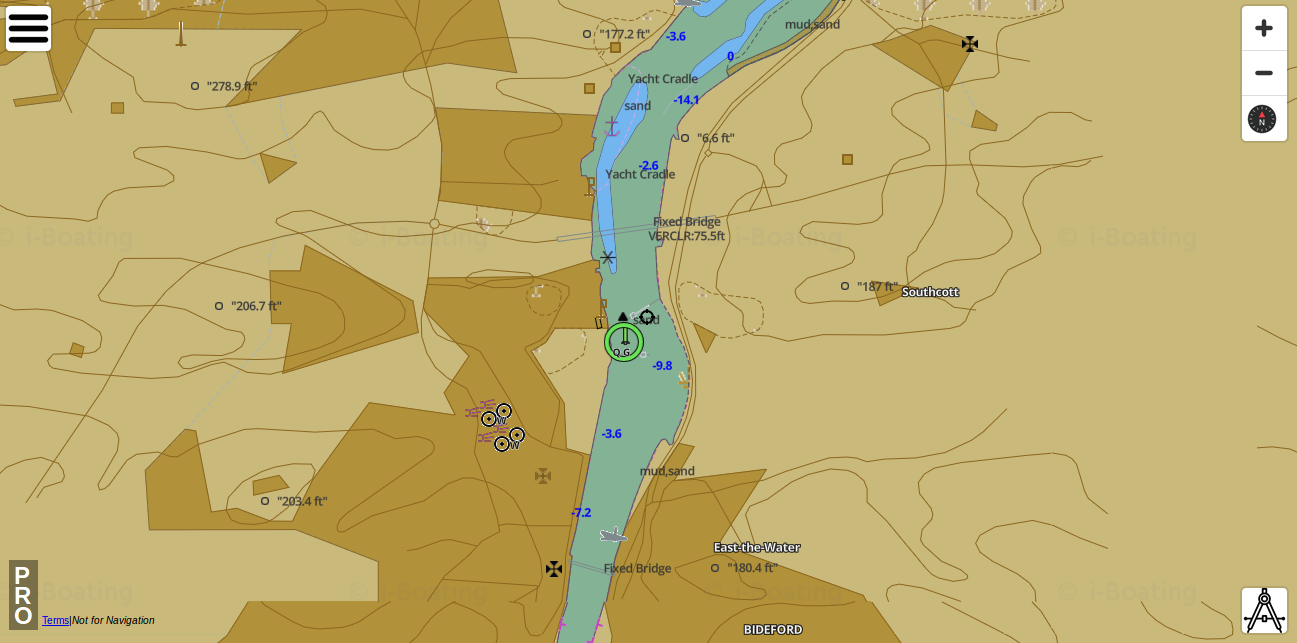 mud,sand
"177.2 ft"
-3.6
0
Yacht Cradle
"278.9 ft"
-14.1
sand
N
"6.6 ft"
-2.6
Yacht Cradle
Fixed Bridge
VERCLR:75.5ft
© i-Boating
© i-Boating
© i-Boating
© i-Boating
"187 ft"
Southcott
"206.7 ft"
sand
Q.G
-9.8
W
-3.6
W
mud,sand
"203.4 ft"
-7.2
East-the-Water
Fixed Bridge
"180.4 ft"
© i-Boating
© i-Boating
© i-Boating
© i-Boating
PRO
Terms|Not for Navigation
BIDEFORD